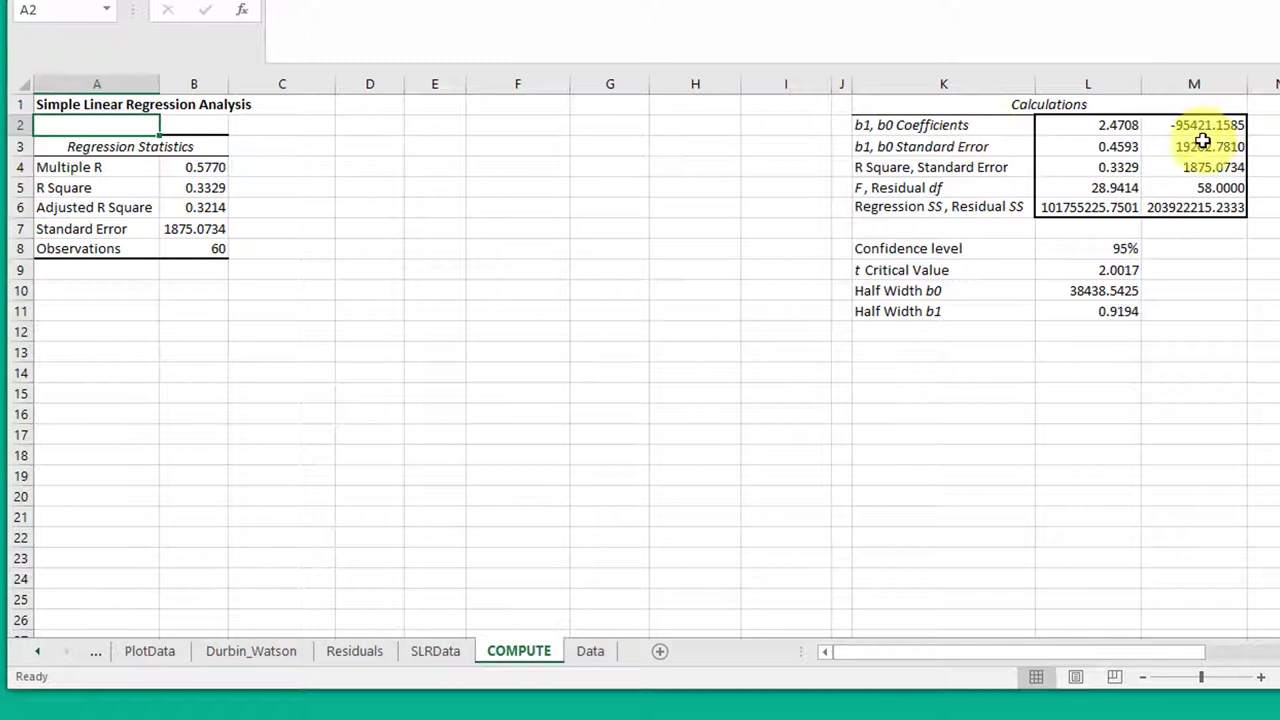 A2
fx
A B C D E F G H I J K L M N
1 Simple Linear Regression Analysis Calculations
2 b1, b0 Coefficients 2.4708 -95421.1585
3 Regression Statistics b1, b0 Standard Error 0.4593 19202.7810
4 Multiple R 0.5770 R Square, Standard Error 0.3329 1875.0734
5 R Square 0.3329 F , Residual df 28.9414 58.0000
6 Adjusted R Square 0.3214 Regression SS , Residual SS 101755225.7501 203922215.2333
7 Standard Error 1875.0734
8 Observations 60 Confidence level 95%
9 t Critical Value 2.0017
10 Half Width b0 38438.5425
11 Half Width b1 0.9194
12
13
14
15
16
17
18
19
20
21
22
23
24
25
26
... PlotData Durbin_Watson Residuals SLRData COMPUTE Data
Ready